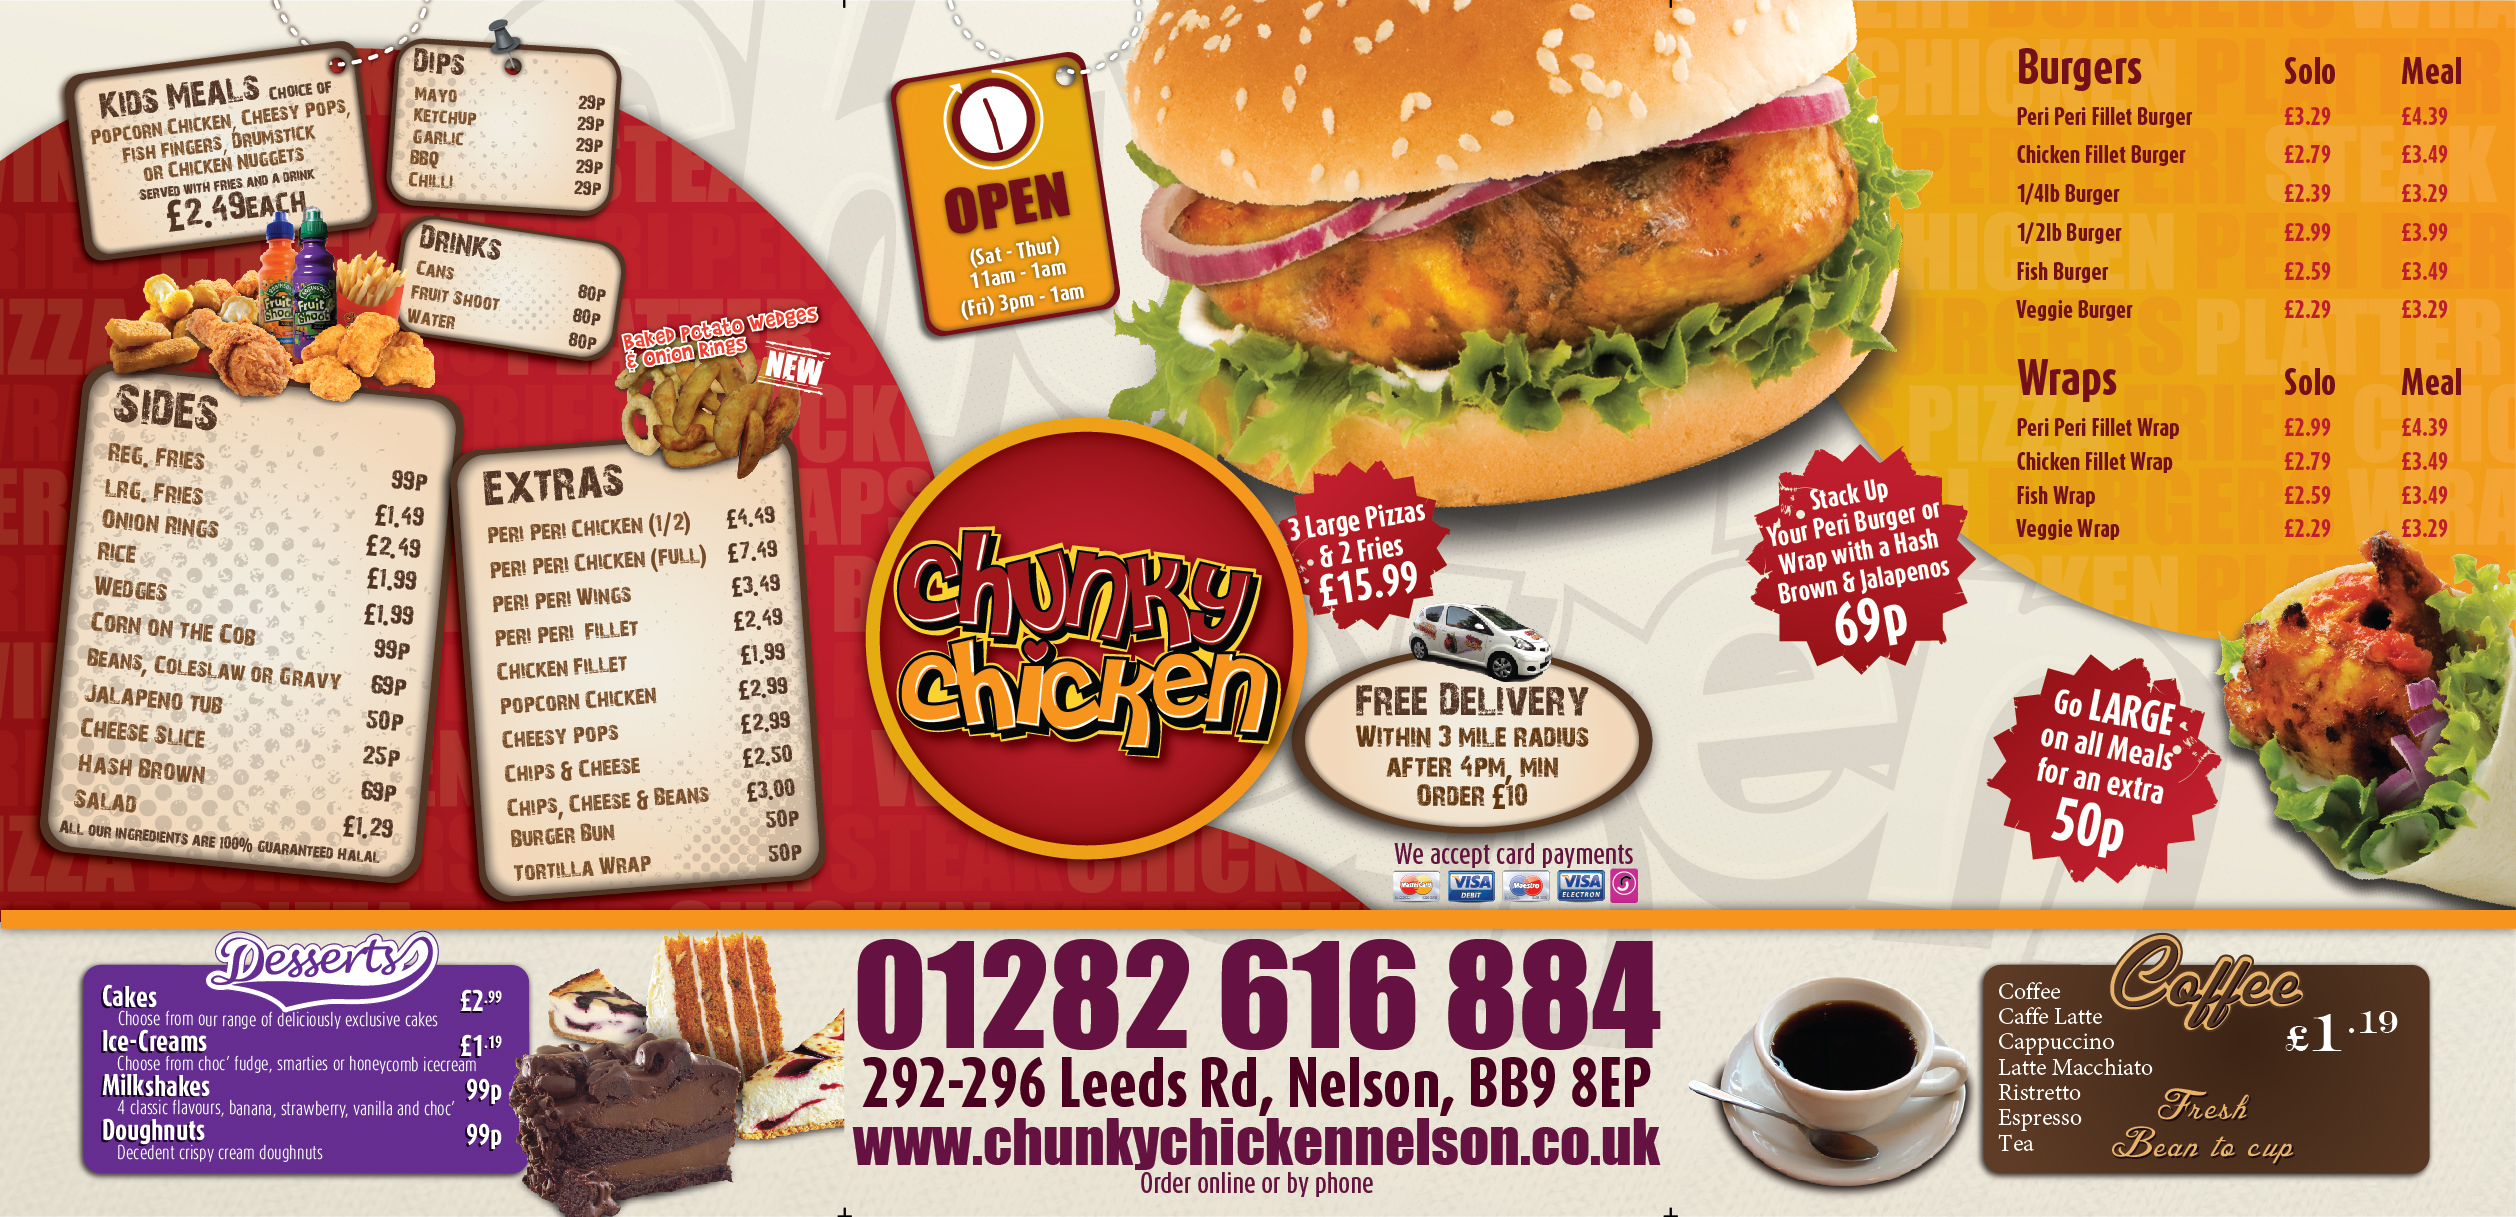 KIDS MEALS CHOICE OF
POPCORN CHICKEN, CHEESY POPS,
FISH FINGERS, DRUMSTICK
OR CHICKEN NUGGETS
SERVED WITH FRIES AND A DRINK
£2.49EACH
DIPS
MAYO 29P
KETCHUP 29P
GARLIC 29P
BBQ 29P
CHILLI 29P
DRINKS
CANS 80P
FRUIT SHOOT 80P
WATER 80P
Fruit Shoot
Fruit Shoot
Baked Potato Wedges
& Onion Rings
NEW
SIDES
REG. FRIES 99P
LRG. FRIES £1.49
ONION RINGS £2.49
RICE £1.99
WEDGES £1.99
CORN ON THE COB 99P
BEANS, COLESLAW OR GRAVY 69P
JALAPENO TUB 50P
CHEESE SLICE 25P
HASH BROWN 69P
SALAD £1.29
ALL OUR INGREDIENTS ARE 100% GUARANTEED HALAL
EXTRAS
PERI PERI CHICKEN (1/2) £4.49
PERI PERI CHICKEN (FULL) £7.49
PERI PERI WINGS £3.49
PERI PERI FILLET £2.49
CHICKEN FILLET £1.99
POPCORN CHICKEN £2.99
CHEESY POPS £2.99
CHIPS & CHEESE £2.50
CHIPS, CHEESE & BEANS £3.00
BURGER BUN 50P
TORTILLA WRAP 50P
OPEN
(Sat - Thur)
11am - 1am
(Fri) 3pm - 1am
Chunky
Chicken
3 Large Pizzas
& 2 Fries
£15.99
FREE DELIVERY
WITHIN 3 MILE RADIUS
AFTER 4PM, MIN
ORDER £10
We accept card payments
MasterCard
VISA DEBIT
Maestro
VISA ELECTRON
Burgers Solo Meal
Peri Peri Fillet Burger £3.29 £4.39
Chicken Fillet Burger £2.79 £3.49
1/4lb Burger £2.39 £3.29
1/2lb Burger £2.99 £3.99
Fish Burger £2.59 £3.49
Veggie Burger £2.29 £3.29
Wraps Solo Meal
Peri Peri Fillet Wrap £2.99 £4.39
Chicken Fillet Wrap £2.79 £3.49
Fish Wrap £2.59 £3.49
Veggie Wrap £2.29 £3.29
Stack Up
Your Peri Burger or
Wrap with a Hash
Brown & Jalapenos
69p
Go LARGE
on all Meals
for an extra
50p
Desserts
Cakes £2.99
Choose from our range of deliciously exclusive cakes
Ice-Creams £1.19
Choose from choc' fudge, smarties or honeycomb icecream
Milkshakes 99p
4 classic flavours, banana, strawberry, vanilla and choc'
Doughnuts 99p
Decedent crispy cream doughnuts
01282 616 884
292-296 Leeds Rd, Nelson, BB9 8EP
www.chunkychickennelson.co.uk
Order online or by phone
Coffee
Coffee
Caffe Latte
Cappuccino
Latte Macchiato
Ristretto
Espresso
Tea
£1.19
Fresh
Bean to cup